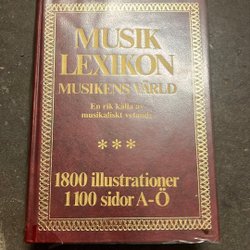 MUSIK
LEXIKON
MUSIKENS VÄRLD
En rik källa av
musikaliskt vetande
***
1800 illustrationer
1100 sidor A-Ö